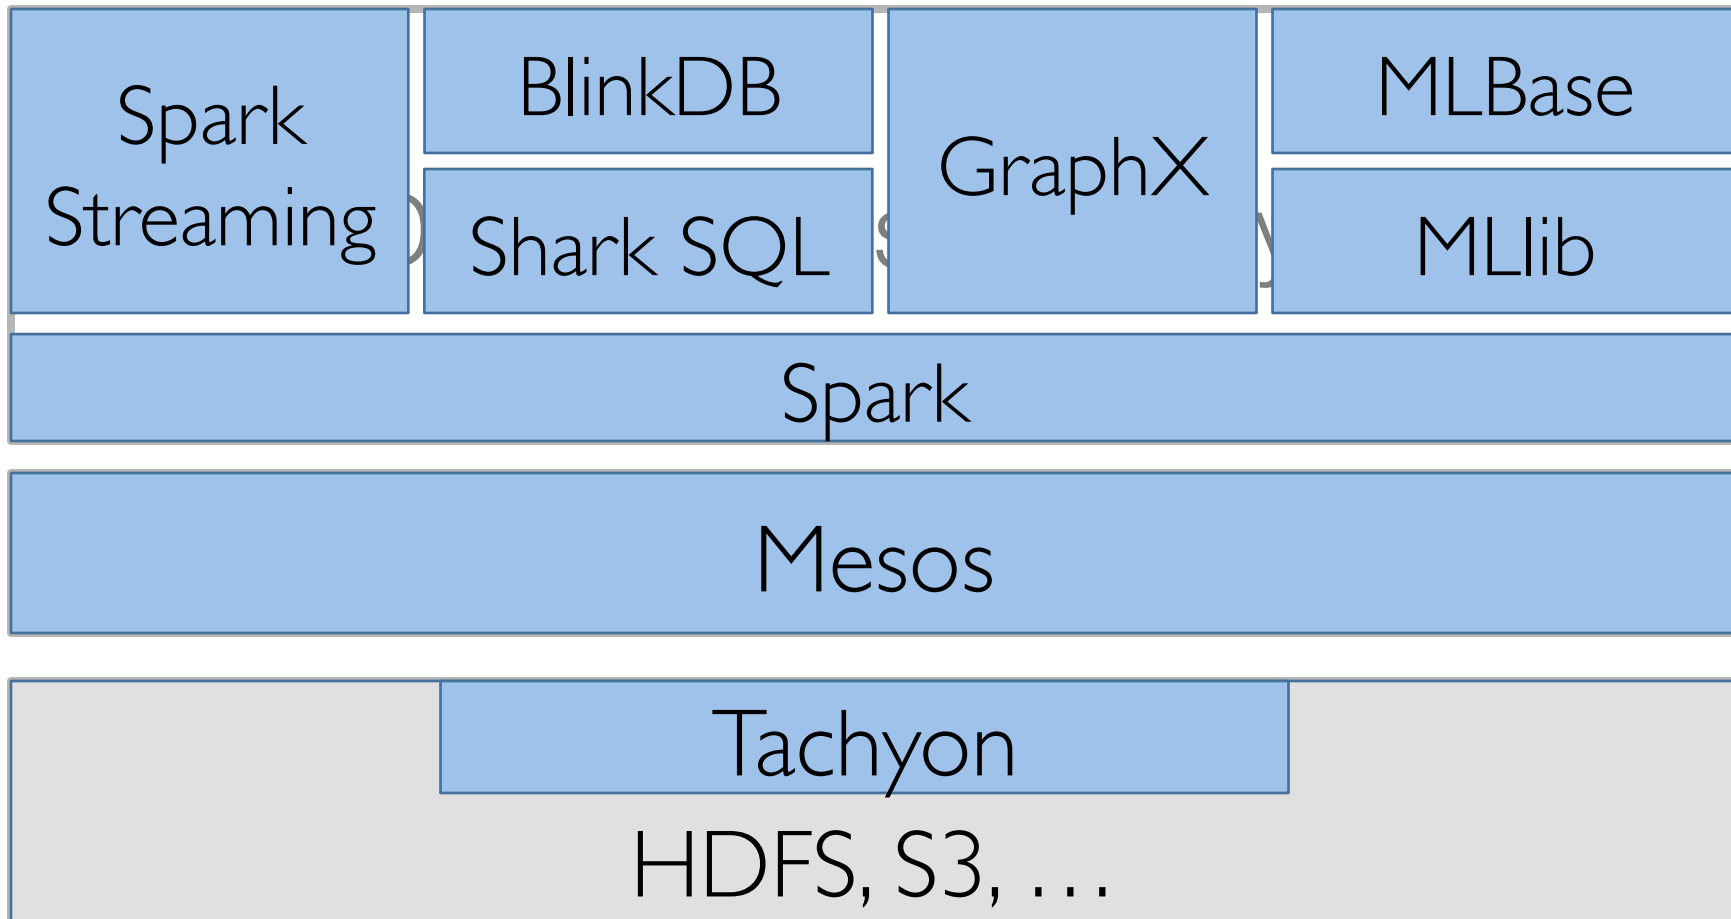 Spark
Streaming
BlinkDB
Shark SQL
GraphX
MLBase
MLlib
Spark
Mesos
Tachyon
HDFS, S3, …